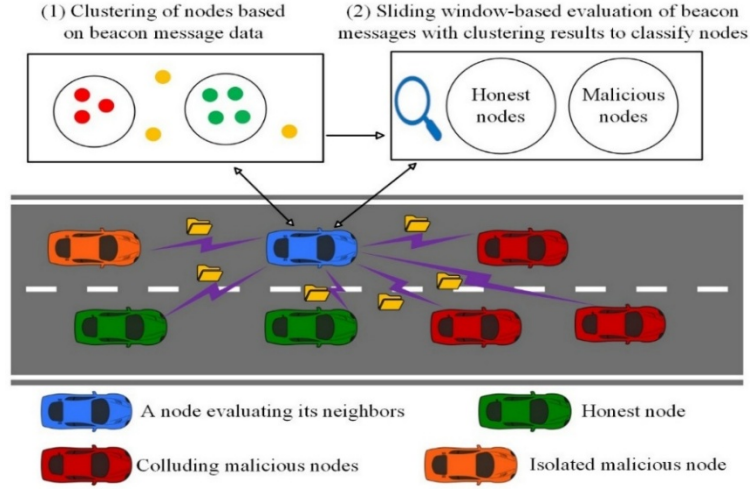 (1) Clustering of nodes based
on beacon message data
(2) Sliding window-based evaluation of beacon
messages with clustering results to classify nodes
Honest
nodes
Malicious
nodes
A node evaluating its neighbors
Honest node
Colluding malicious nodes
Isolated malicious node